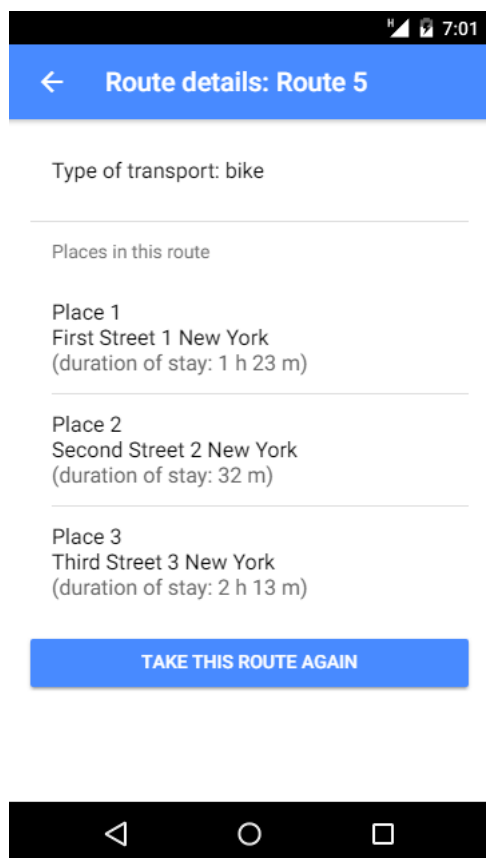 H 7:01
Route details: Route 5
Type of transport: bike
Places in this route
Place 1
First Street 1 New York
(duration of stay: 1 h 23 m)
Place 2
Second Street 2 New York
(duration of stay: 32 m)
Place 3
Third Street 3 New York
(duration of stay: 2 h 13 m)
TAKE THIS ROUTE AGAIN